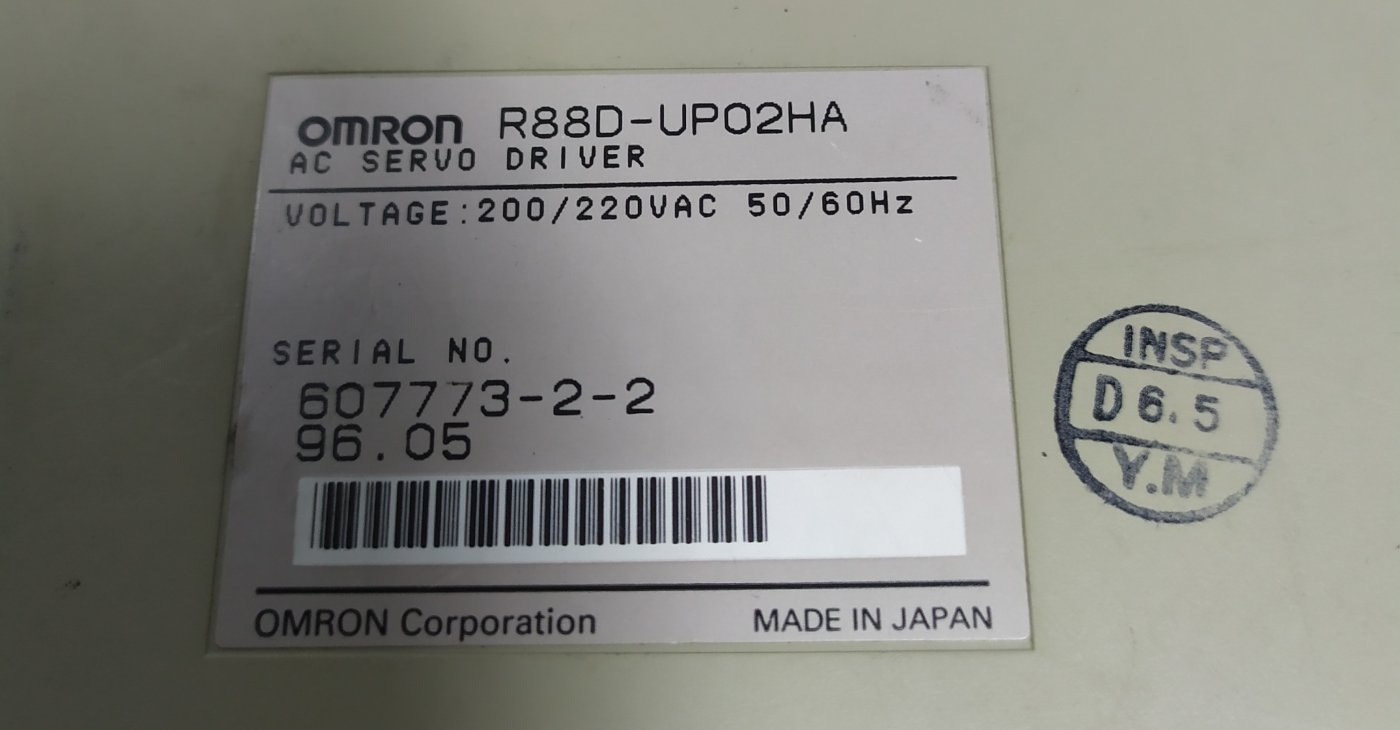 OMRON R88D-UP02HA
AC SERVO DRIVER
VOLTAGE:200/220VAC 50/60Hz
SERIAL NO.
607773-2-2
96.05
OMRON Corporation MADE IN JAPAN
INSP
D 6.5
Y.M